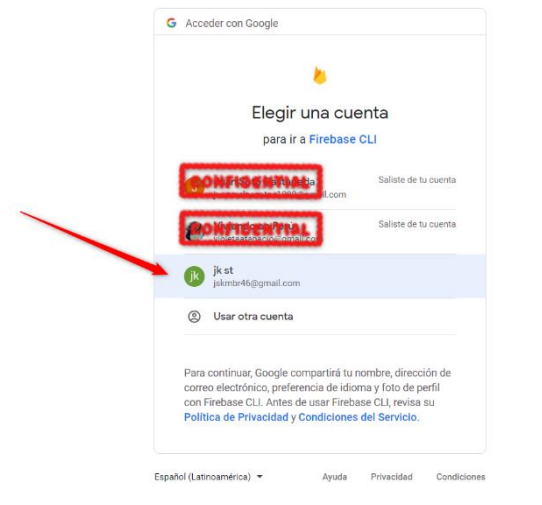 Acceder con Google
Elegir una cuenta
para ir a Firebase CLI
CONFIDENTIAL
Saliste de tu cuenta
CONFIDENTIAL
Saliste de tu cuenta
jk
jk st
jskmbr46@gmail.com
Usar otra cuenta
Para continuar, Google compartirá tu nombre, dirección de
correo electrónico, preferencia de idioma y foto de perfil
con Firebase CLI. Antes de usar Firebase CLI, revisa su
Política de Privacidad y Condiciones del Servicio.
Español (Latinoamérica) Ayuda Privacidad Condiciones